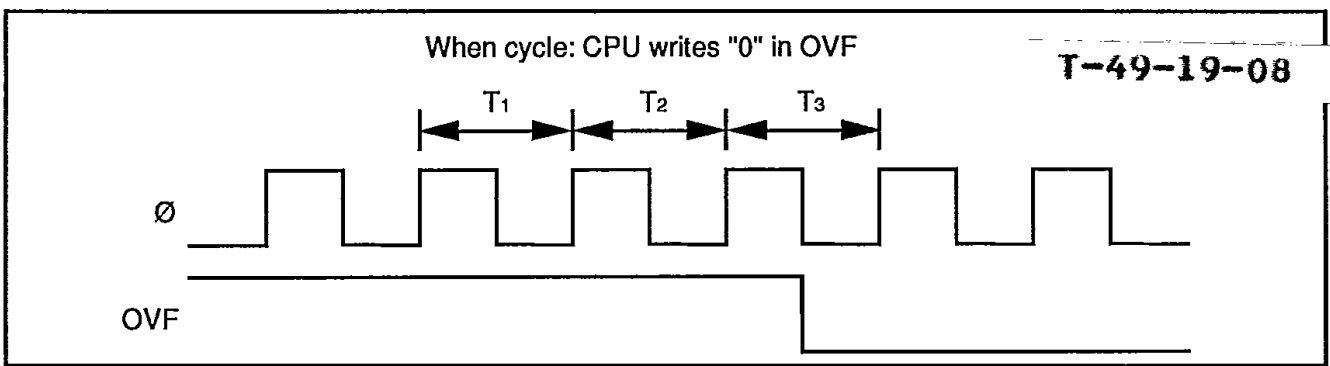 When cycle: CPU writes "0" in OVF
T-49-19-08
T1 T2 T3
Ø
OVF